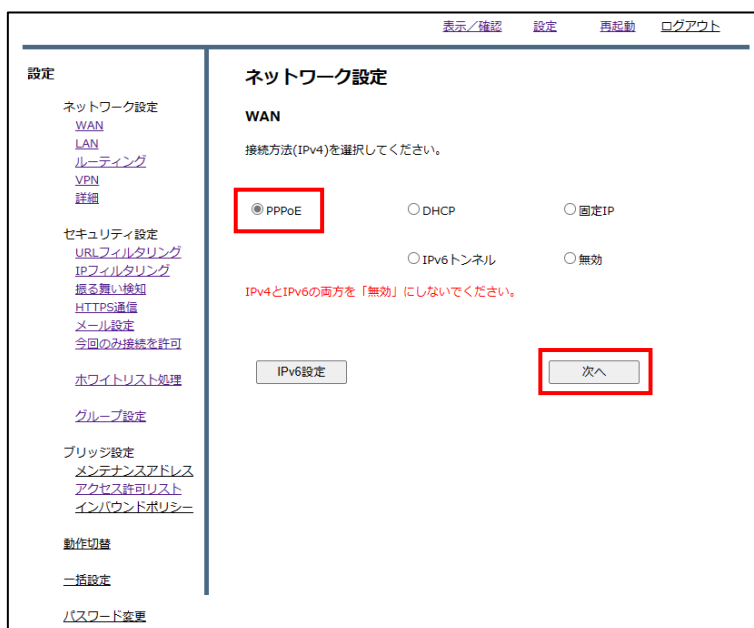 表示／確認 設定 再起動 ログアウト
設定
ネットワーク設定
WAN
LAN
ルーティング
VPN
詳細
セキュリティ設定
URLフィルタリング
IPフィルタリング
振る舞い検知
HTTPS通信
メール設定
今回のみ接続を許可
ホワイトリスト処理
グループ設定
ブリッジ設定
メンテナンスアドレス
アクセス許可リスト
インバウンドポリシー
動作切替
一括設定
パスワード変更
ネットワーク設定
WAN
接続方法(IPv4)を選択してください。
PPPoE DHCP 固定IP
IPv6トンネル 無効
IPv4とIPv6の両方を「無効」にしないでください。
IPv6設定 次へ